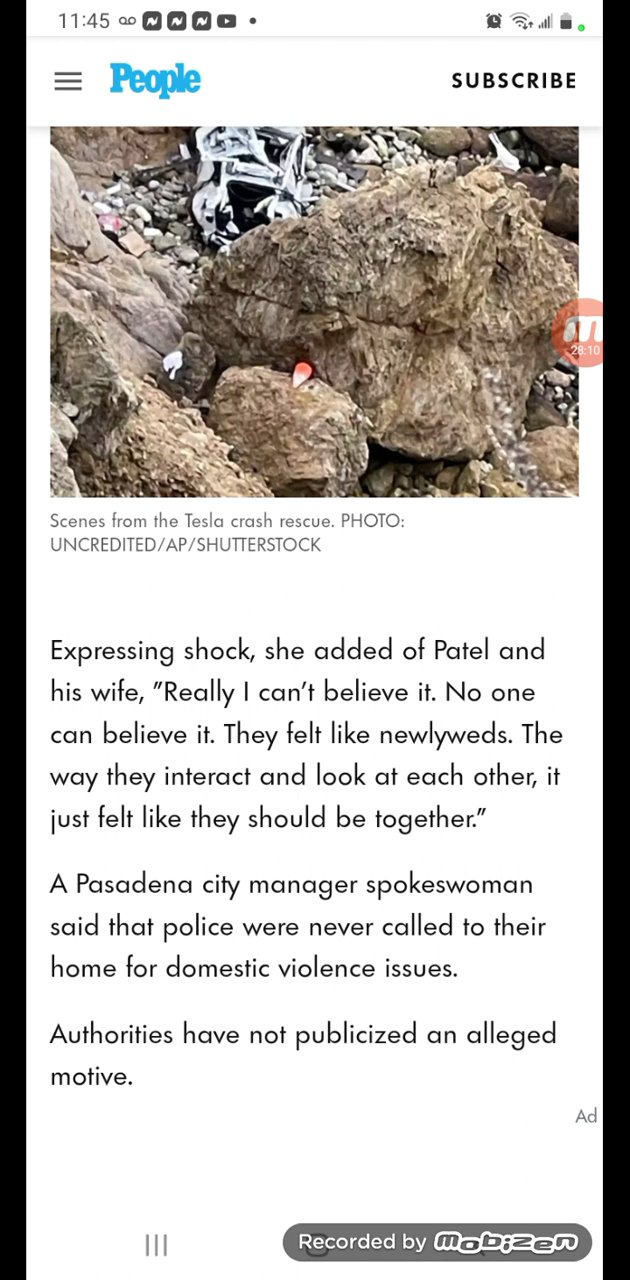 11:45
People
SUBSCRIBE
28:10
Scenes from the Tesla crash rescue. PHOTO:
UNCREDITED/AP/SHUTTERSTOCK
Expressing shock, she added of Patel and
his wife, "Really I can't believe it. No one
can believe it. They felt like newlyweds. The
way they interact and look at each other, it
just felt like they should be together."
A Pasadena city manager spokeswoman
said that police were never called to their
home for domestic violence issues.
Authorities have not publicized an alleged
motive.
Ad
Recorded by mobizen